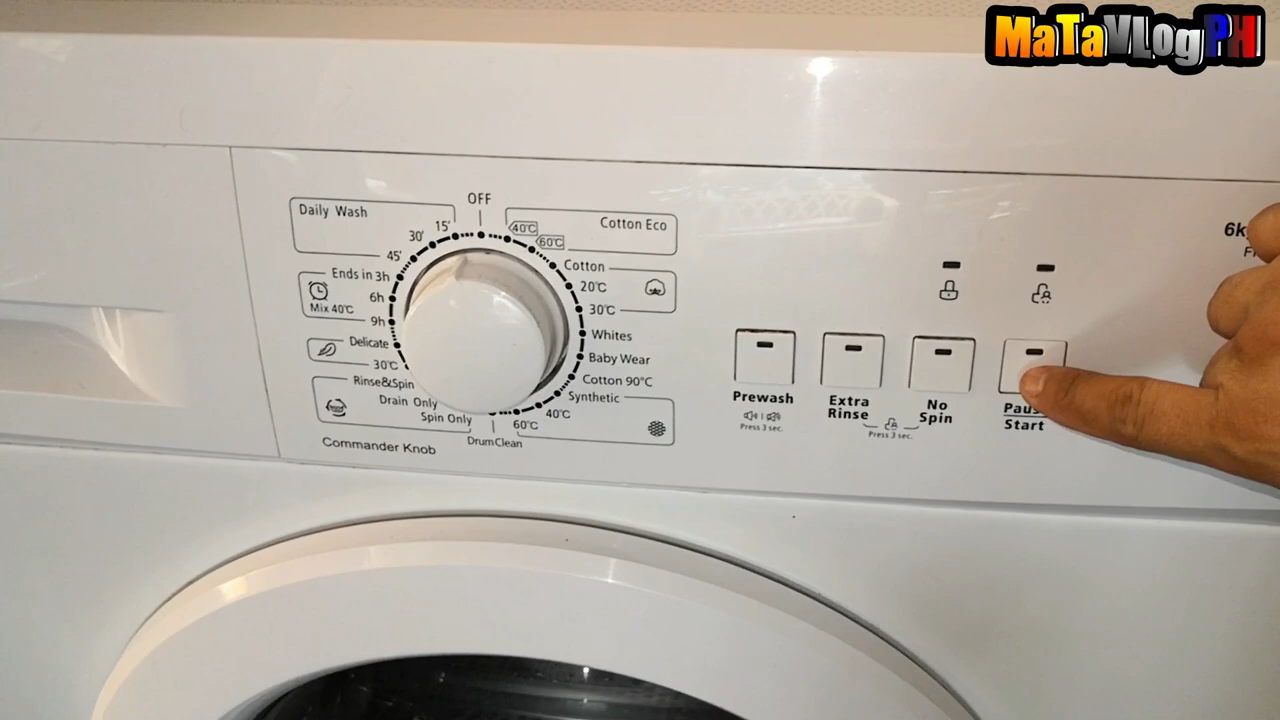 MaTaVLogPH
OFF
Daily Wash
15'
30'
45'
Ends in 3h
6h
Mix 40℃
9h
Delicate
30℃
Rinse&Spin
Drain Only
Spin Only
Commander Knob
DrumClean
40℃
60℃
Cotton Eco
Cotton
20℃
30℃
Whites
Baby Wear
Cotton 90°C
Synthetic
40℃
60℃
Prewash
Press 3 sec.
Extra
Rinse
No
Spin
Press 3 sec.
Start